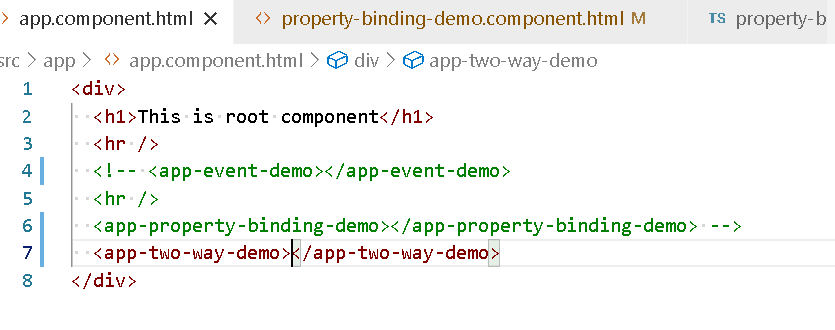 app.component.html × <> property-binding-demo.component.html M TS property-b
src > app > <> app.component.html > div > app-two-way-demo
1 <div>
2 <h1>This is root component</h1>
3 <hr />
4 <!-- <app-event-demo></app-event-demo>
5 <hr />
6 <app-property-binding-demo></app-property-binding-demo> -->
7 <app-two-way-demo></app-two-way-demo>
8 </div>